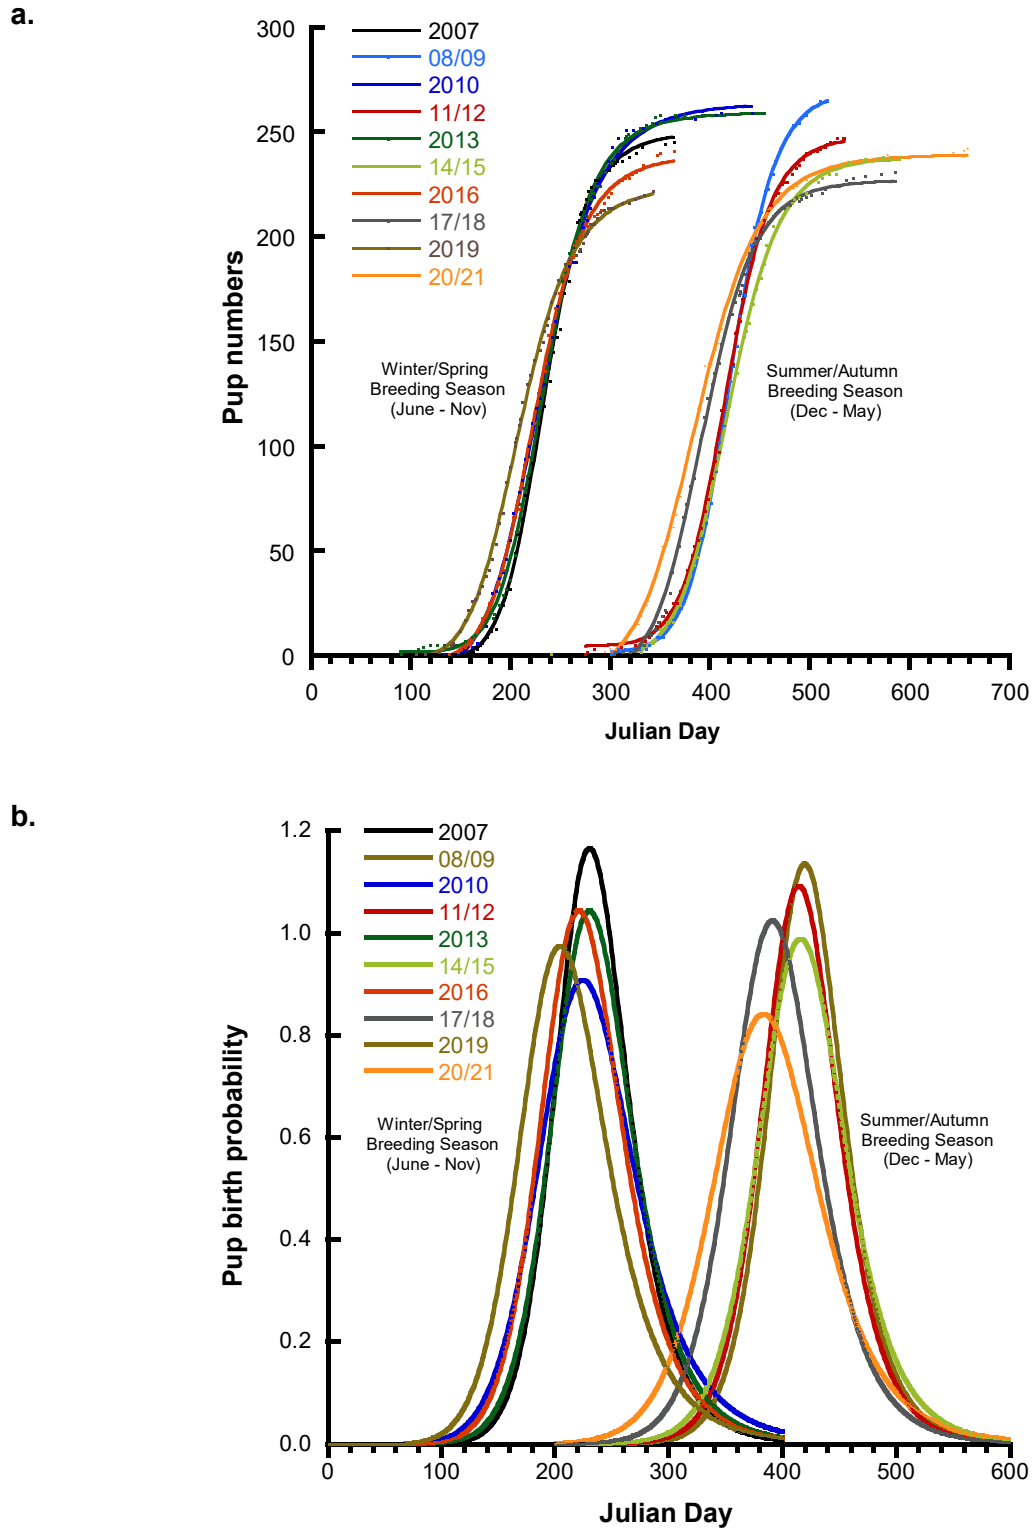 a.
300
250
200
150
100
50
0
Pup numbers
2007
08/09
2010
11/12
2013
14/15
2016
17/18
2019
20/21
Winter/Spring
Breeding Season
(June - Nov)
Summer/Autumn
Breeding Season
(Dec - May)
0 100 200 300 400 500 600 700
Julian Day
b.
1.2
1.0
0.8
0.6
0.4
0.2
0.0
Pup birth probability
2007
08/09
2010
11/12
2013
14/15
2016
17/18
2019
20/21
Winter/Spring
Breeding Season
(June - Nov)
Summer/Autumn
Breeding Season
(Dec - May)
0 100 200 300 400 500 600
Julian Day